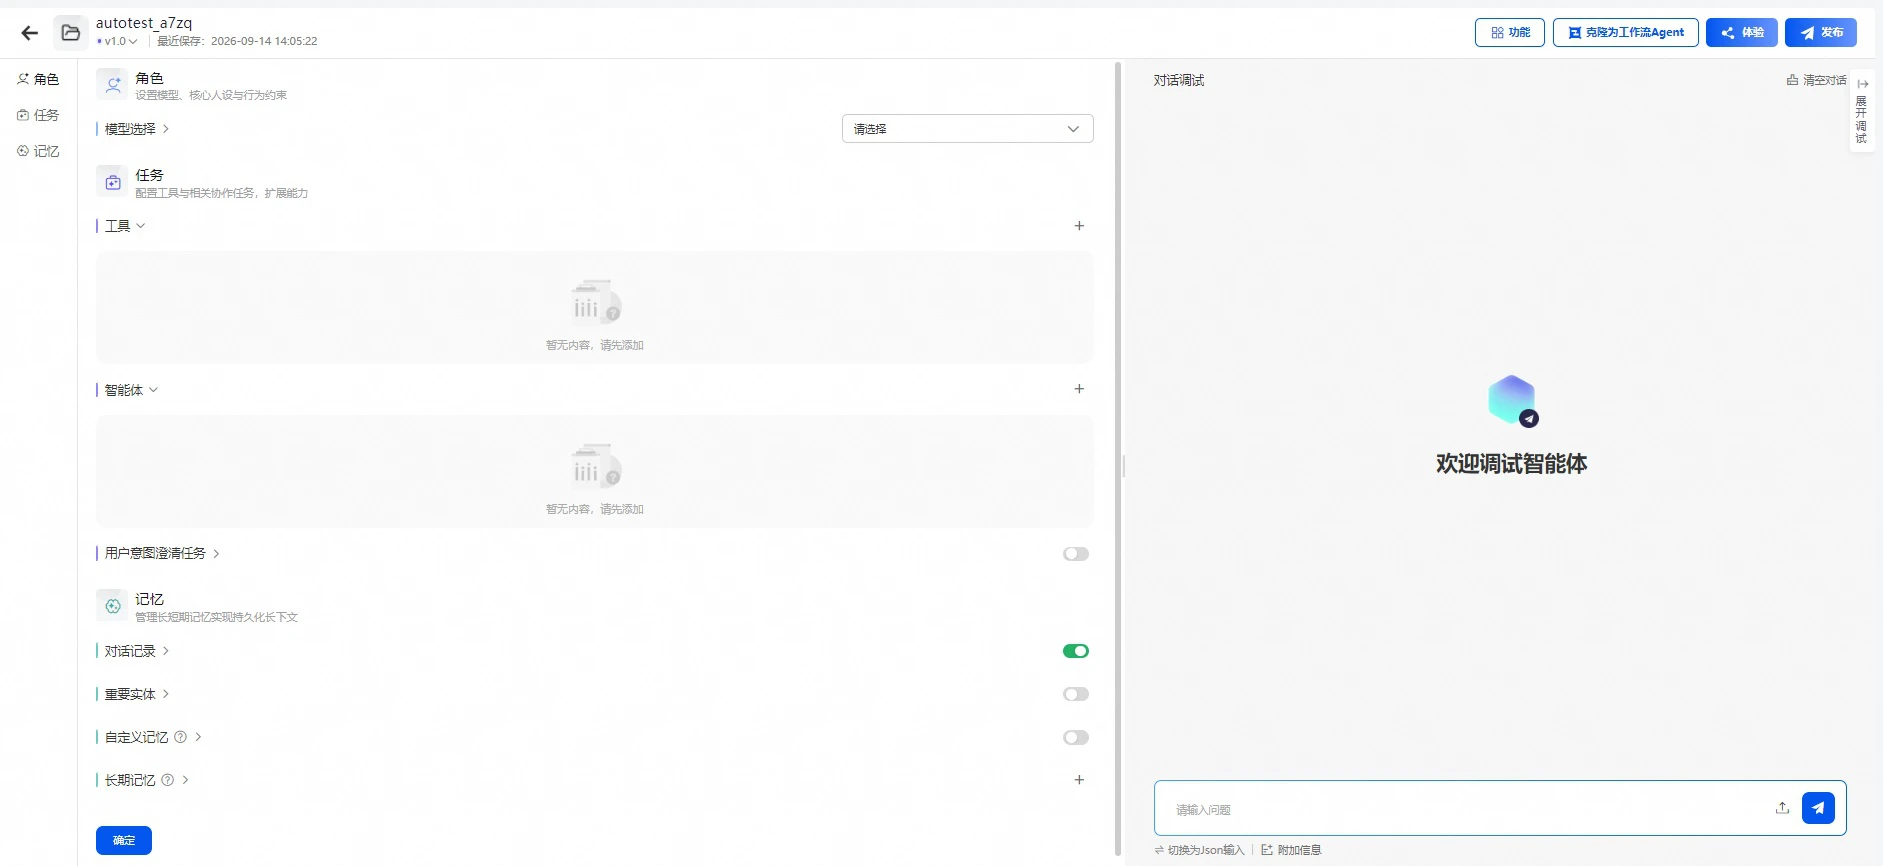 autotest_a7zq
v1.0
最近保存：2026-09-14 14:05:22
功能
克隆为工作流Agent
体验
发布
角色
任务
记忆
角色
设置模型、核心人设与行为约束
模型选择
请选择
任务
配置工具与相关协作任务，扩展能力
工具
暂无内容，请先添加
智能体
暂无内容，请先添加
用户意图澄清任务
记忆
管理长短期记忆实现持久化长下文
对话记录
重要实体
自定义记忆
长期记忆
确定
对话调试
清空对话
展开调试
欢迎调试智能体
请输入问题
切换为Json输入
附加信息